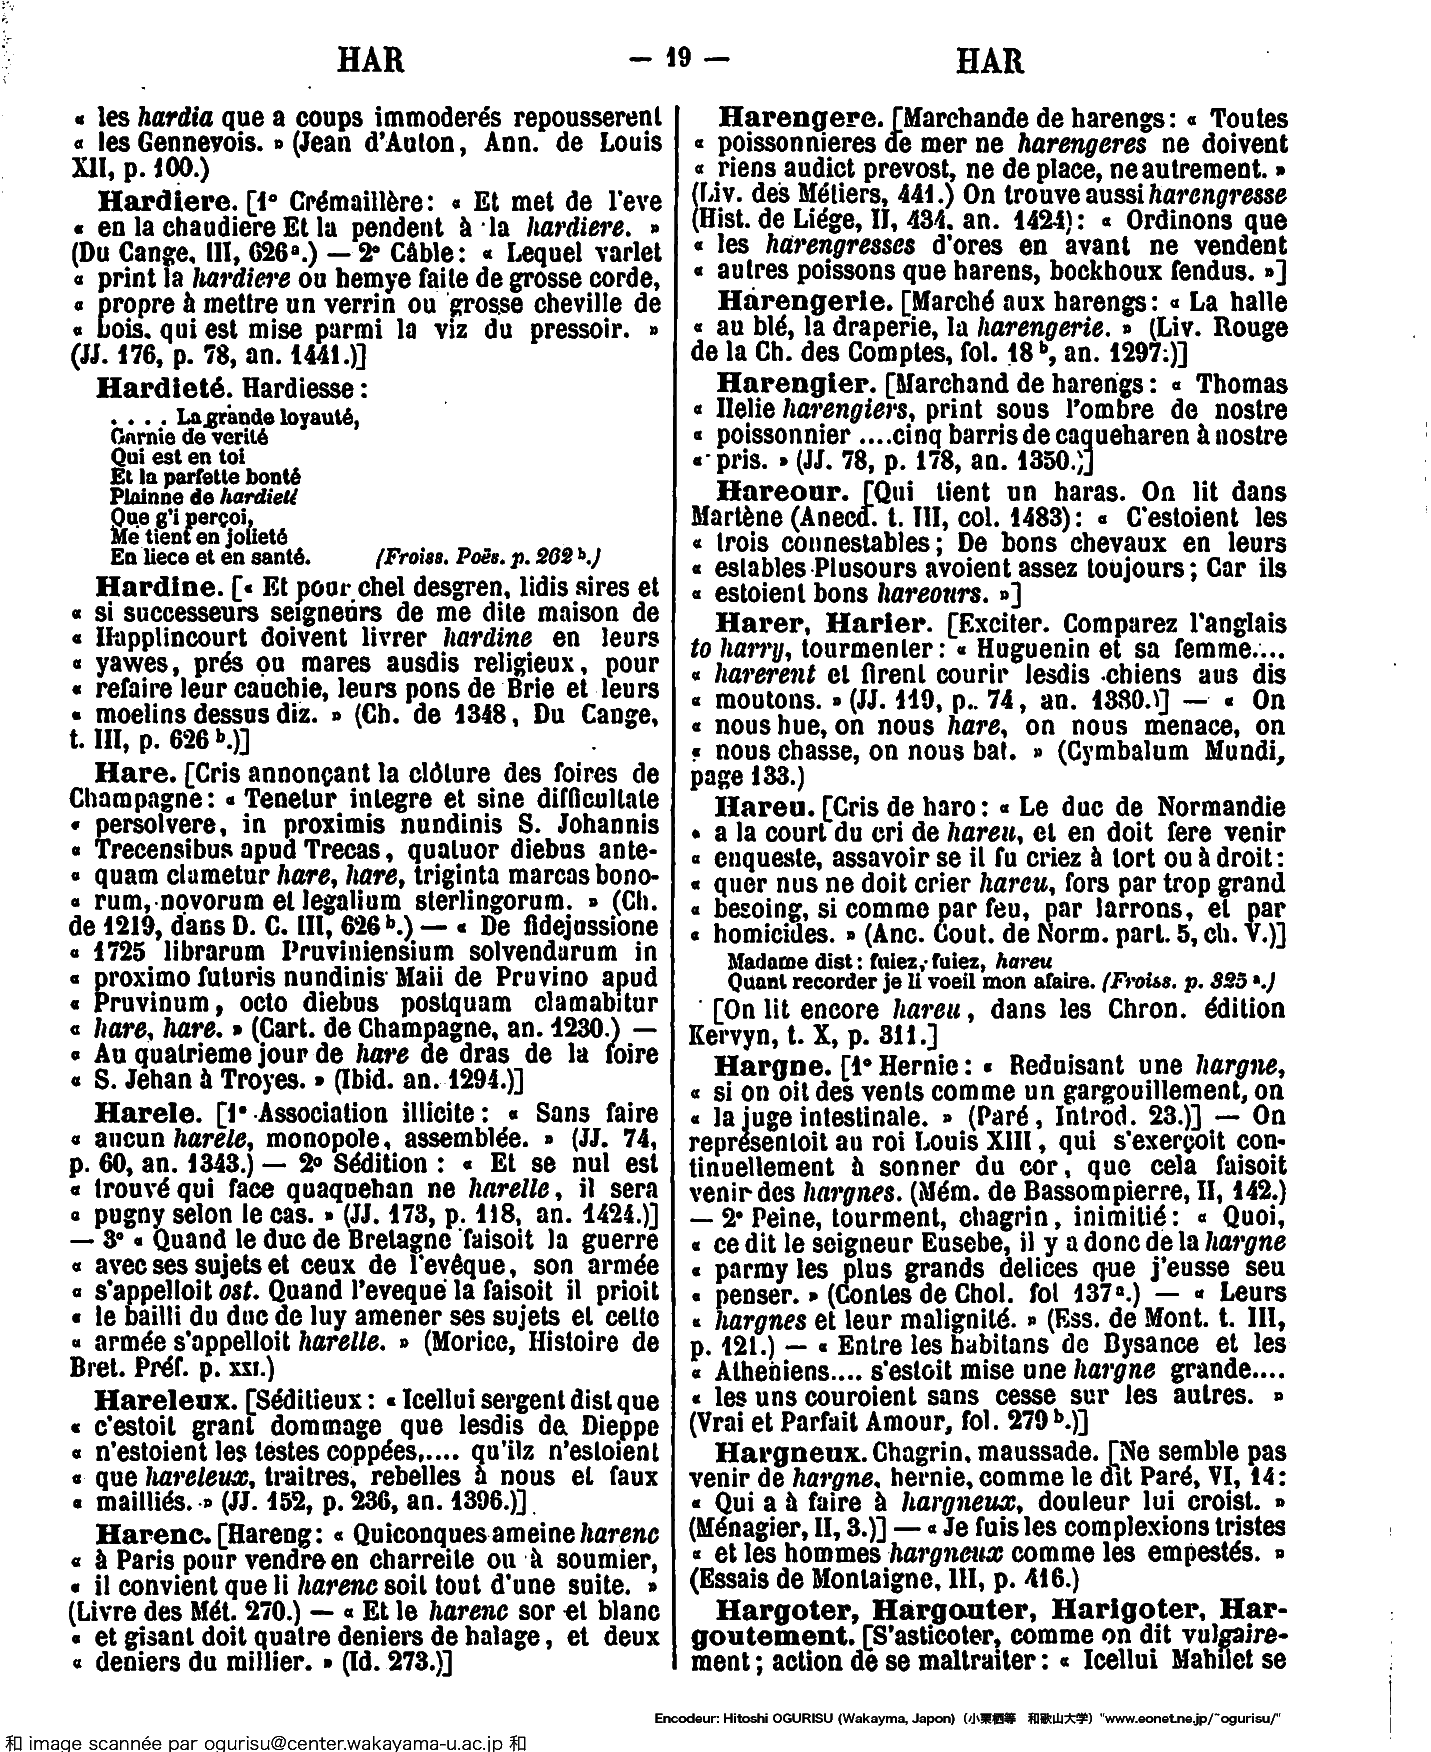 HAR — 19 — HAR
« les hardia que a coups immoderés repousserent
« les Gennevois. » (Jean d'Auton, Ann. de Louis
XII, p. 100.)
Hardiere. [1° Crémaillère : « Et met de l'eve
« en la chaudiere Et la pendent à la hardiere. »
(Du Cange, III, 626ª.) — 2° Câble : « Lequel varlet
« print la hardiere ou hemye faite de grosse corde,
« propre à mettre un verrin ou grosse cheville de
« bois, qui est mise parmi la viz du pressoir. »
(JJ. 176, p. 78, an. 1441.)]
Hardieté. Hardiesse :
. . . . La grande loyauté,
Garnie de verité
Qui est en toi
Et la parfette bonté
Plainne de hardieté
Que g'i perçoi,
Me tient en jolieté
En liece et en santé. (Froiss. Poës. p. 262 b.)
Hardine. [« Et pour chel desgren, lidis sires et
« si successeurs seigneurs de me dite maison de
« Happlincourt doivent livrer hardine en leurs
« yawes, prés ou mares ausdis religieux, pour
« refaire leur cauchie, leurs pons de Brie et leurs
« moelins dessus diz. » (Ch. de 1348, Du Cange,
t. III, p. 626 b.)]
Hare. [Cris annonçant la clôture des foires de
Champagne : « Tenetur integre et sine difficultate
« persolvere, in proximis nundinis S. Johannis
« Trecensibus apud Trecas, quatuor diebus ante-
« quam clametur hare, hare, triginta marcas bono-
« rum, novorum et legalium sterlingorum. » (Ch.
de 1219, dans D. C. III, 626 b.) — « De fidejussione
« 1725 librarum Pruviniensium solvendarum in
« proximo futuris nundinis Maii de Pruvino apud
« Pruvinum, octo diebus postquam clamabitur
« hare, hare. » (Cart. de Champagne, an. 1230.) —
« Au quatrieme jour de hare de dras de la foire
« S. Jehan à Troyes. » (Ibid. an. 1294.)]
Harele. [1° Association illicite : « Sans faire
« aucun harele, monopole, assemblée. » (JJ. 74,
p. 60, an. 1343.) — 2° Sédition : « Et se nul est
« trouvé qui face quaquehan ne harelle, il sera
« pugny selon le cas. » (JJ. 173, p. 118, an. 1424.)]
— 3° « Quand le duc de Bretagne faisoit la guerre
« avec ses sujets et ceux de l'evêque, son armée
« s'appelloit ost. Quand l'eveque la faisoit il prioit
« le bailli du duc de luy amener ses sujets et cette
« armée s'appelloit harelle. » (Morice, Histoire de
Bret. Préf. p. XXI.)
Hareleux. [Séditieux : « Icellui sergent dist que
« c'estoit grant dommage que lesdis de Dieppe
« n'estoient les testes coppées,.... qu'ilz n'estoient
« que hareleux, traitres, rebelles à nous et faux
« mailliés. » (JJ. 152, p. 236, an. 1396.)]
Harenc. [Hareng : « Quiconques ameine harenc
« à Paris pour vendre en charreite ou à soumier,
« il convient que li harenc soit tout d'une suite. »
(Livre des Mét. 270.) — « Et le harenc sor et blanc
« et gisant doit quatre deniers de halage, et deux
« deniers du millier. » (Id. 273.)]
Harengere. [Marchande de harengs : « Toutes
« poissonnieres de mer ne harengeres ne doivent
« riens audict prevost, ne de place, ne autrement. »
(Liv. des Métiers, 441.) On trouve aussi harengresse
(Hist. de Liége, II, 434, an. 1424) : « Ordinons que
« les harengresses d'ores en avant ne vendent
« autres poissons que harens, bockhoux fendus. »]
Harengerie. [Marché aux harengs : « La halle
« au blé, la draperie, la harengerie. » (Liv. Rouge
de la Ch. des Comptes, fol. 18 b, an. 1297.)]
Harengier. [Marchand de harengs : « Thomas
« Helie harengiers, print sous l'ombre de nostre
« poissonnier ....cinq barris de caqueharen à nostre
« pris. » (JJ. 78, p. 178, an. 1350.)]
Hareour. [Qui tient un haras. On lit dans
Martène (Anecd. t. III, col. 1483) : « C'estoient les
« trois connestables ; De bons chevaux en leurs
« estables Plusours avoient assez toujours ; Car ils
« estoient bons hareours. »]
Harer, Harier. [Exciter. Comparez l'anglais
to harry, tourmenter : « Huguenin et sa femme....
« harerent et firent courir lesdis chiens aus dis
« moutons. » (JJ. 119, p. 74, an. 1380.)] — « On
« nous hue, on nous hare, on nous menace, on
« nous chasse, on nous bat. » (Cymbalum Mundi,
page 133.)
Hareu. [Cris de haro : « Le duc de Normandie
« a la court du cri de hareu, et en doit fere venir
« enqueste, assavoir se il fu criez à tort ou à droit :
« quer nus ne doit crier hareu, fors par trop grand
« besoing, si comme par feu, par larrons, et par
« homicides. » (Anc. Cout. de Norm. part. 5, ch. V.)]
Madame dist : fuiez, fuiez, hareu
Quant recorder je li voeil mon afaire. (Froiss. p. 325 a.)
[On lit encore hareu, dans les Chron. édition
Kervyn, t. X, p. 311.]
Hargne. [1° Hernie : « Reduisant une hargne,
« si on oit des vents comme un gargouillement, on
« la juge intestinale. » (Paré, Introd. 23.)] — On
représentoit au roi Louis XIII, qui s'exerçoit con-
tinuellement à sonner du cor, que cela faisoit
venir des hargnes. (Mém. de Bassompierre, II, 142.)
— 2° Peine, tourment, chagrin, inimitié : « Quoi,
« ce dit le seigneur Eusebe, il y a donc de la hargne
« parmy les plus grands delices que j'eusse seu
« penser. » (Contes de Chol. fol 137ª.) — « Leurs
« hargnes et leur malignité. » (Ess. de Mont. t. III,
p. 121.) — « Entre les habitans de Bysance et les
« Atheniens.... s'estoit mise une hargne grande....
« les uns couroient sans cesse sur les autres. »
(Vrai et Parfait Amour, fol. 279 b.)]
Hargneux. Chagrin, maussade. [Ne semble pas
venir de hargne, hernie, comme le dit Paré, VI, 14 :
« Qui a à faire à hargneux, douleur lui croist. »
(Ménagier, II, 3.)] — « Je fuis les complexions tristes
« et les hommes hargneux comme les empestés. »
(Essais de Montaigne, III, p. 416.)
Hargoter, Hargouter, Harigoter, Har-
goutement. [S'asticoter, comme on dit vulgaire-
ment ; action de se maltraiter : « Icellui Mahilet se
Encodeur: Hitoshi OGURISU (Wakayma, Japon) (小栗栖等 和歌山大学) "www.eonet.ne.jp/~ogurisu/"
和 image scannée par ogurisu@center.wakayama-u.ac.jp 和